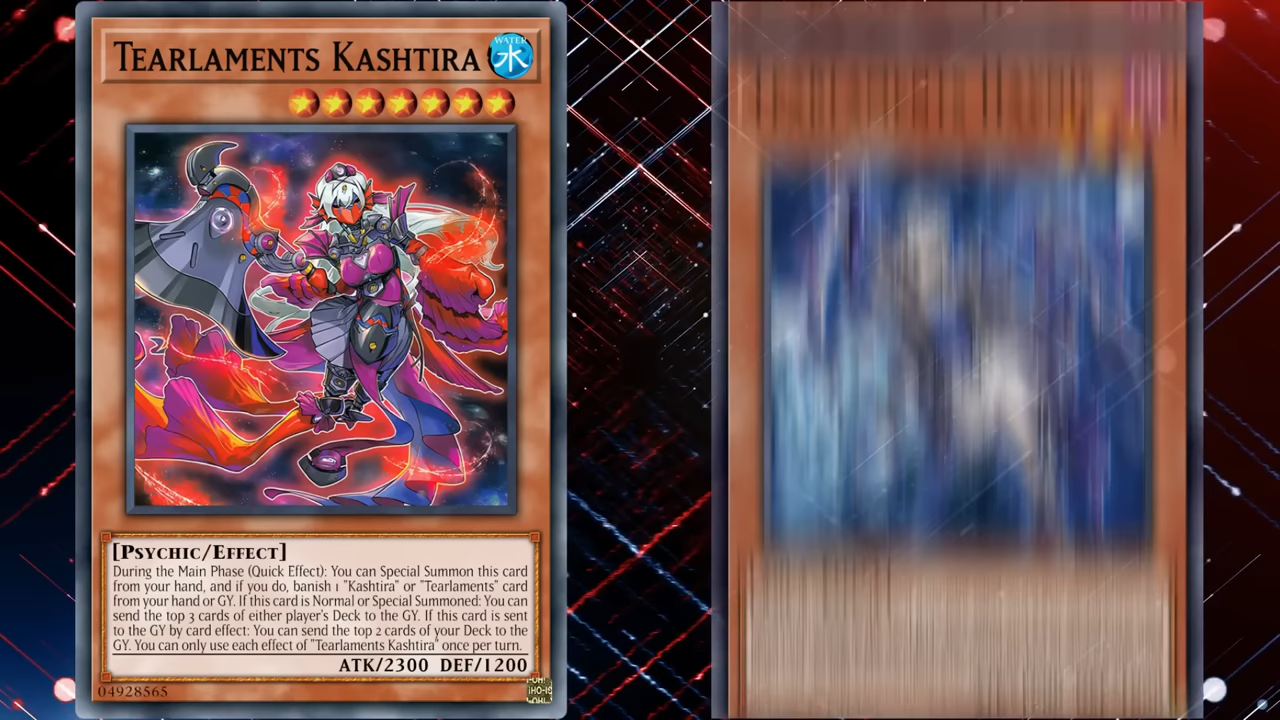 TEARLAMENTS KASHTIRA
WATER
水
[PSYCHIC/EFFECT]
During the Main Phase (Quick Effect): You can Special Summon this card
from your hand, and if you do, banish 1 "Kashtira" or "Tearlaments" card
from your hand or GY. If this card is Normal or Special Summoned: You can
send the top 3 cards of either player's Deck to the GY. If this card is sent
to the GY by card effect: You can send the top 2 cards of your Deck to the
GY. You can only use each effect of "Tearlaments Kashtira" once per turn.
ATK/2300 DEF/1200
04928565